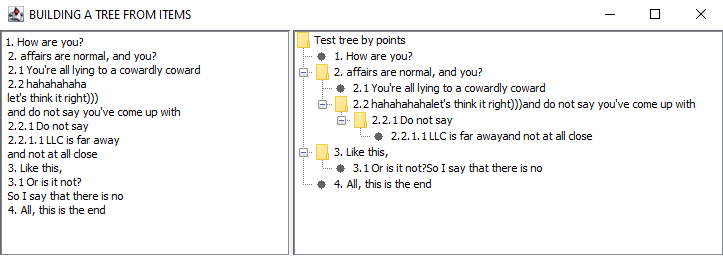 BUILDING A TREE FROM ITEMS
1. How are you?
2. affairs are normal, and you?
2.1 You're all lying to a cowardly coward
2.2 hahahahaha
let's think it right)))
and do not say you've come up with
2.2.1 Do not say
2.2.1.1 LLC is far away
and not at all close
3. Like this,
3.1 Or is it not?
So I say that there is no
4. All, this is the end
Test tree by points
1. How are you?
2. affairs are normal, and you?
2.1 You're all lying to a cowardly coward
2.2 hahahahahalet's think it right)))and do not say you've come up with
2.2.1 Do not say
2.2.1.1 LLC is far awayand not at all close
3. Like this,
3.1 Or is it not?So I say that there is no
4. All, this is the end